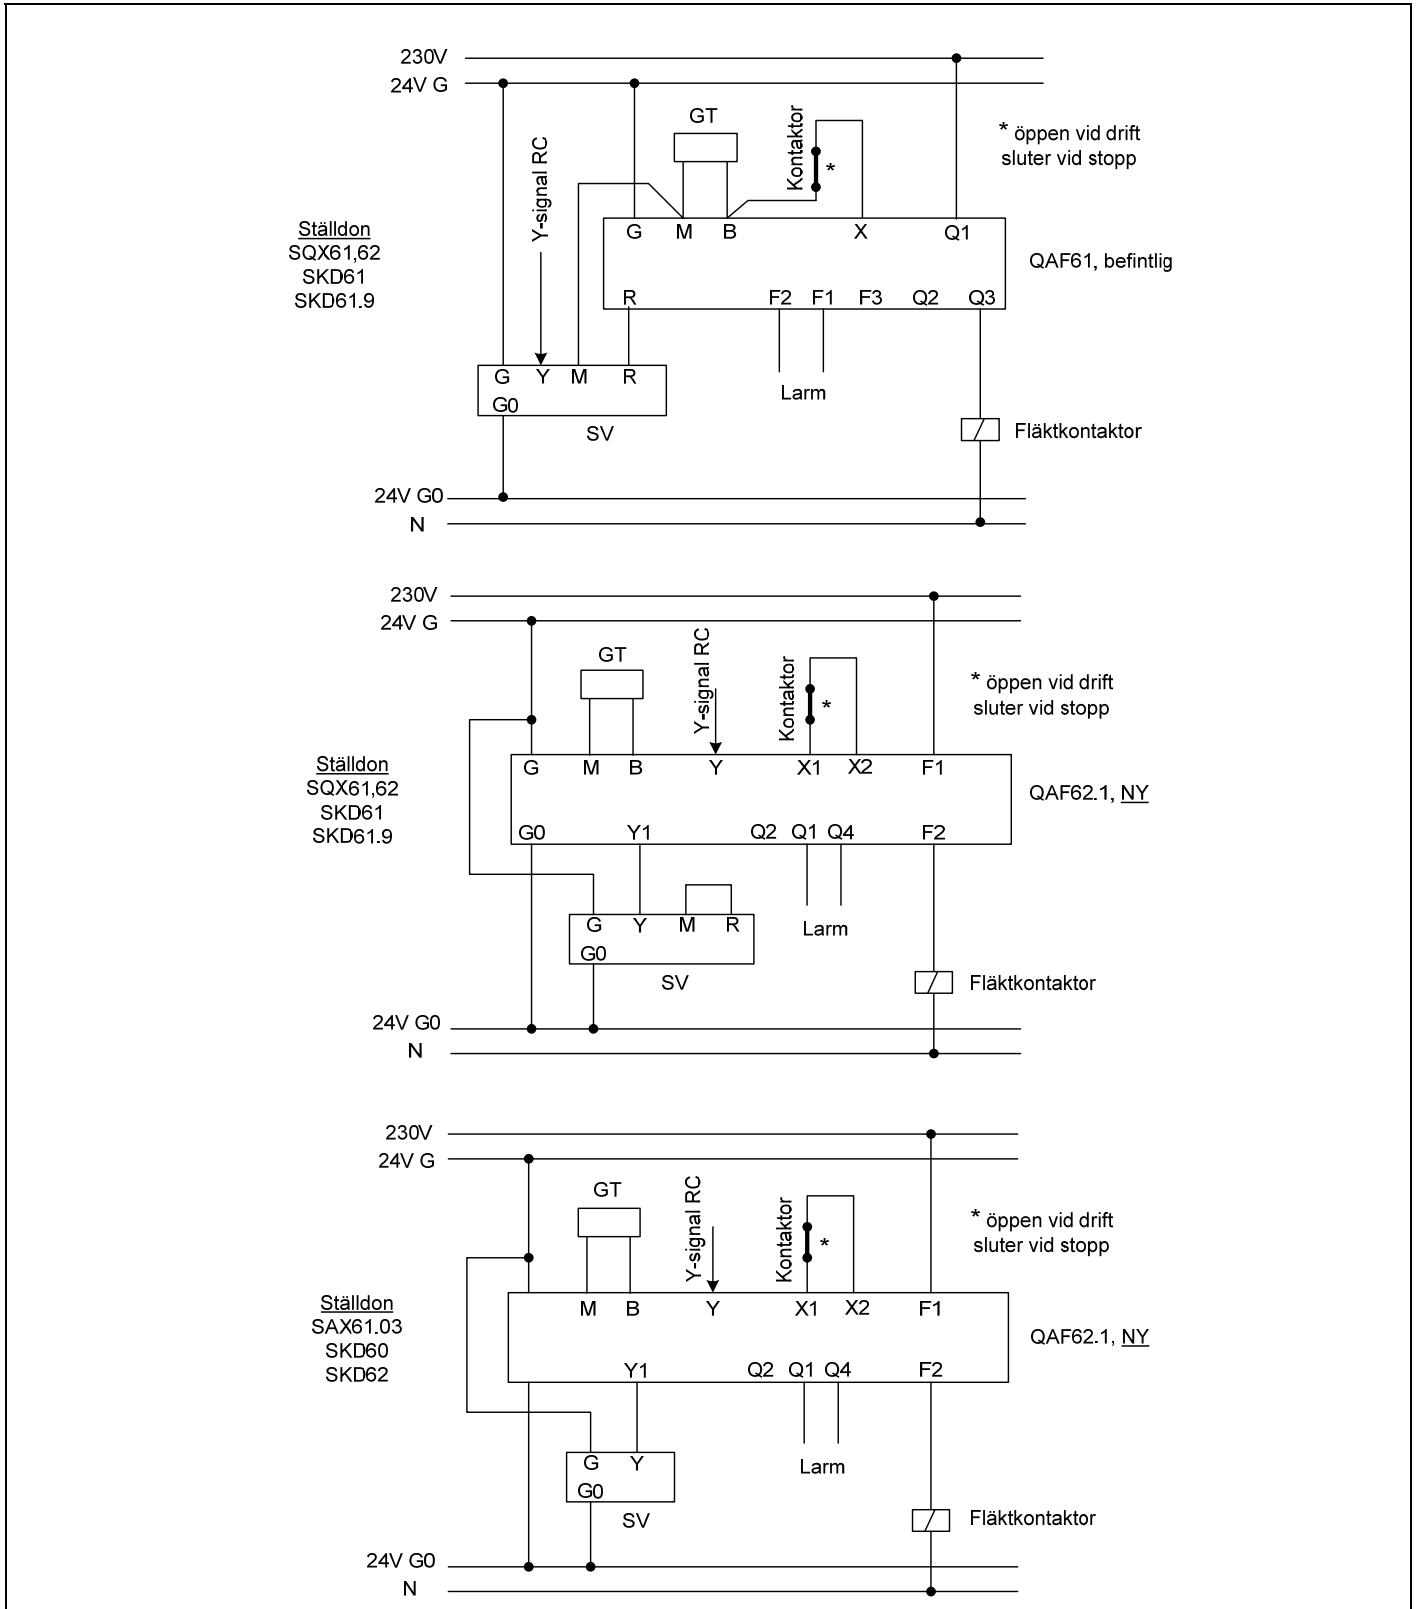 230V
24V G
GT
Kontaktor
*
* öppen vid drift
sluter vid stopp
Y-signal RC
Ställdon
SQX61,62
SKD61
SKD61.9
G M B X Q1
QAF61, befintlig
R F2 F1 F3 Q2 Q3
G Y M R
G0
Larm
SV
Fläktkontaktor
24V G0
N
230V
24V G
GT
Y-signal RC
Kontaktor
*
* öppen vid drift
sluter vid stopp
Ställdon
SQX61,62
SKD61
SKD61.9
G M B Y X1 X2 F1
QAF62.1, NY
G0 Y1 Q2 Q1 Q4 F2
G Y M R
G0
Larm
SV
Fläktkontaktor
24V G0
N
230V
24V G
GT
Y-signal RC
Kontaktor
*
* öppen vid drift
sluter vid stopp
Ställdon
SAX61.03
SKD60
SKD62
M B Y X1 X2 F1
QAF62.1, NY
Y1 Q2 Q1 Q4 F2
G Y
G0
Larm
SV
Fläktkontaktor
24V G0
N